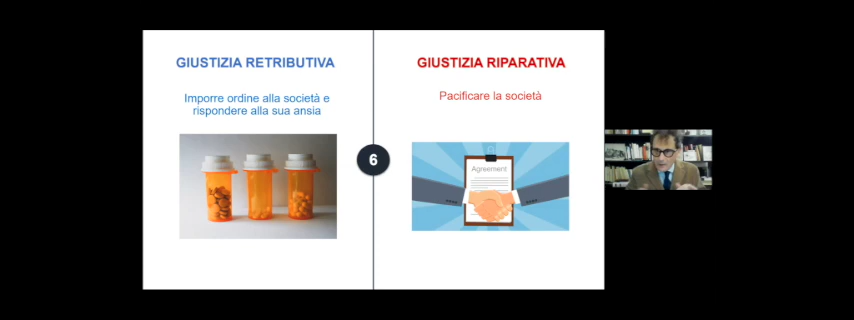 GIUSTIZIA RETRIBUTIVA
Imporre ordine alla società e
rispondere alla sua ansia
6
GIUSTIZIA RIPARATIVA
Pacificare la società
Agreement